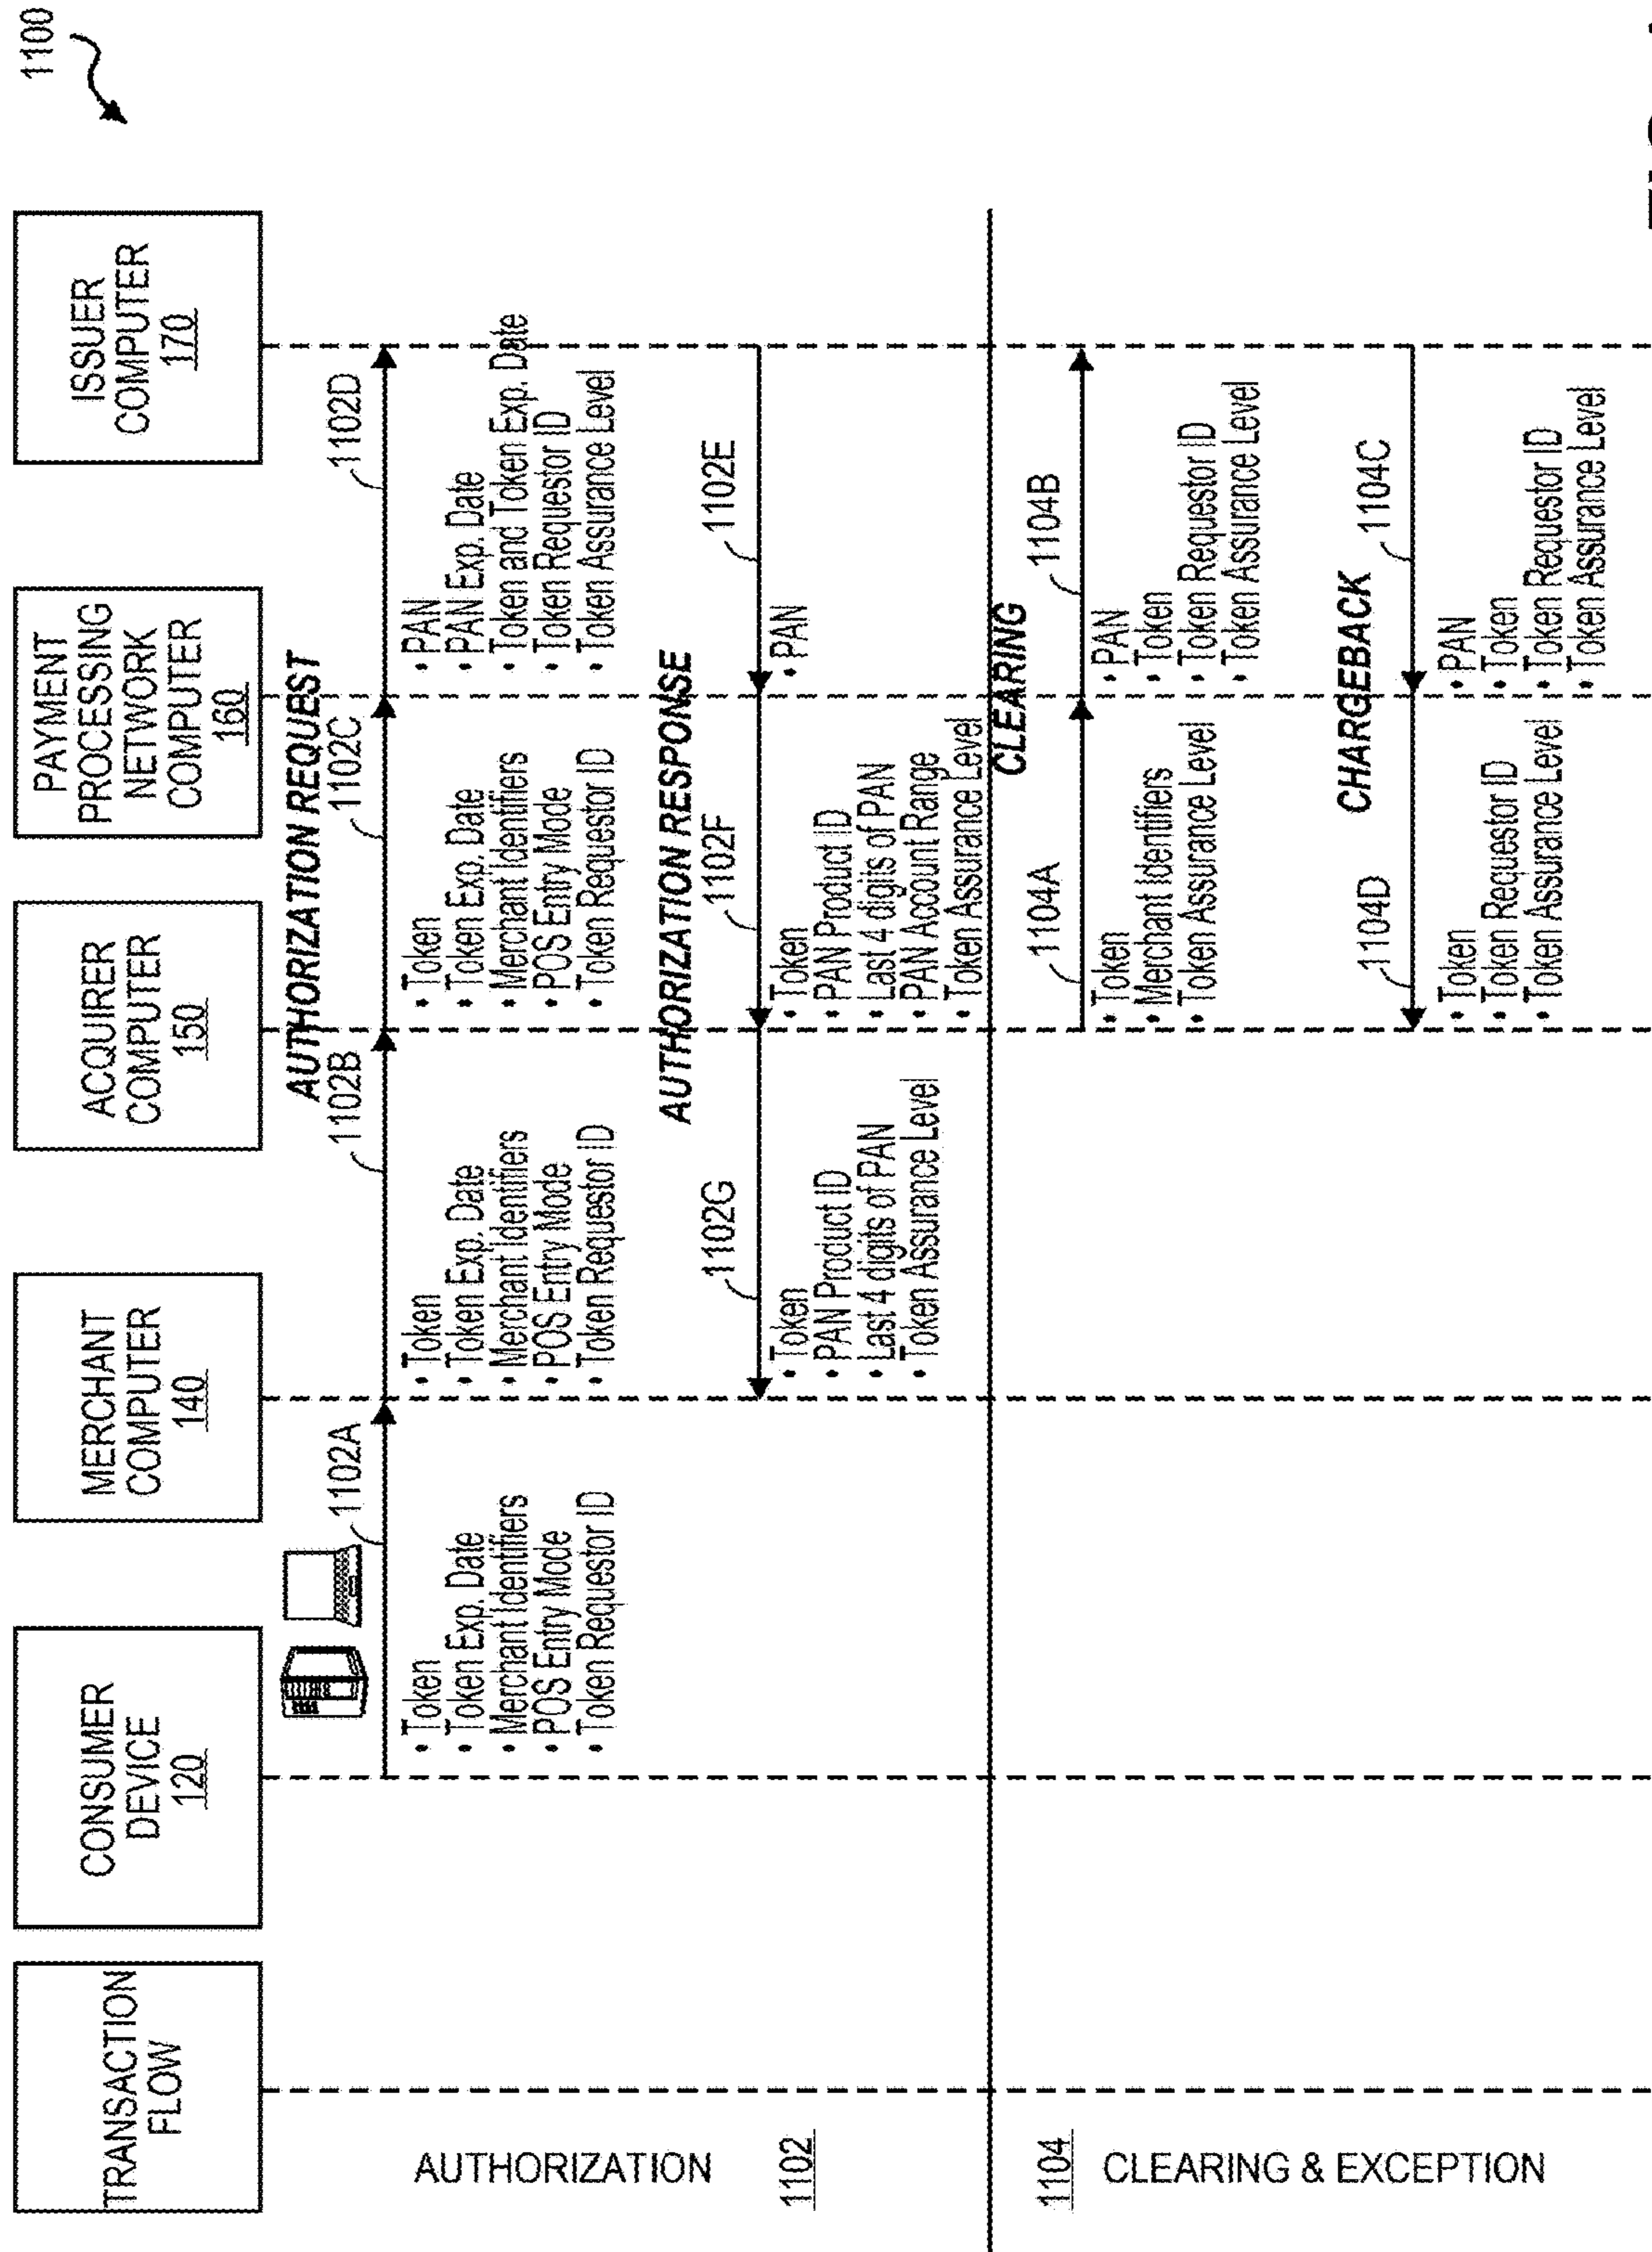 1100
TRANSACTION
FLOW
CONSUMER
DEVICE
120
MERCHANT
COMPUTER
140
ACQUIRER
COMPUTER
150
PAYMENT
PROCESSING
NETWORK
COMPUTER
160
ISSUER
COMPUTER
170
AUTHORIZATION
1102
AUTHORIZATION REQUEST
1102A
• Token
• Token Exp. Date
• Merchant Identifiers
• POS Entry Mode
• Token Requestor ID
1102B
• Token
• Token Exp. Date
• Merchant Identifiers
• POS Entry Mode
• Token Requestor ID
1102C
• Token
• Token Exp. Date
• Merchant Identifiers
• POS Entry Mode
• Token Requestor ID
1102D
• PAN
• PAN Exp. Date
• Token and Token Exp. Date
• Token Requestor ID
• Token Assurance Level
AUTHORIZATION RESPONSE
1102G
• Token
• PAN Product ID
• Last 4 digits of PAN
• Token Assurance Level
1102F
• Token
• PAN Product ID
• Last 4 digits of PAN
• PAN Account Range
• Token Assurance Level
1102E
• PAN
1104
CLEARING & EXCEPTION
CLEARING
1104A
• Token
• Merchant Identifiers
• Token Assurance Level
1104B
• PAN
• Token
• Token Requestor ID
• Token Assurance Level
CHARGEBACK
1104D
• Token
• Token Requestor ID
• Token Assurance Level
1104C
• PAN
• Token
• Token Requestor ID
• Token Assurance Level